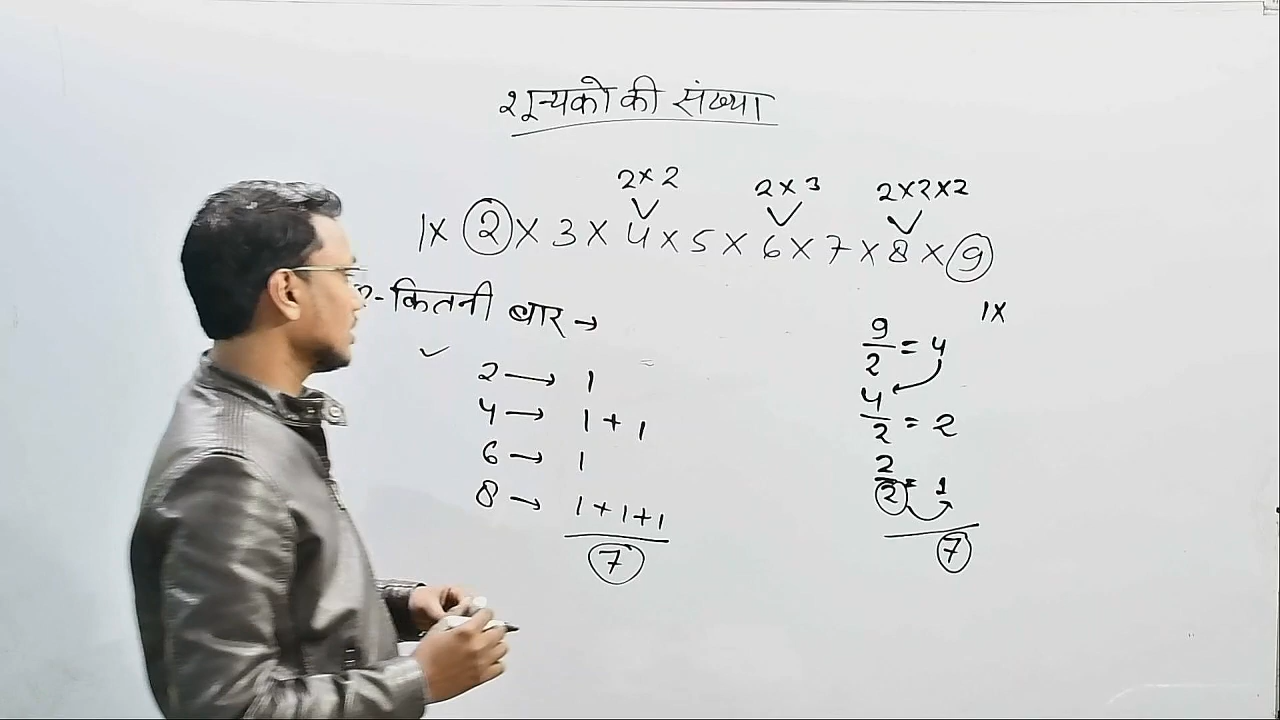 शून्यको की संख्या
2×2 2×3 2×2×2
1× 2 × 3 × 4 × 5 × 6 × 7 × 8 × 9
2-कितनी बार →
2 → 1
4 → 1 + 1
6 → 1
8 → 1+1+1
7
1×
9/2 = 4
4/2 = 2
2/2 = 1
7